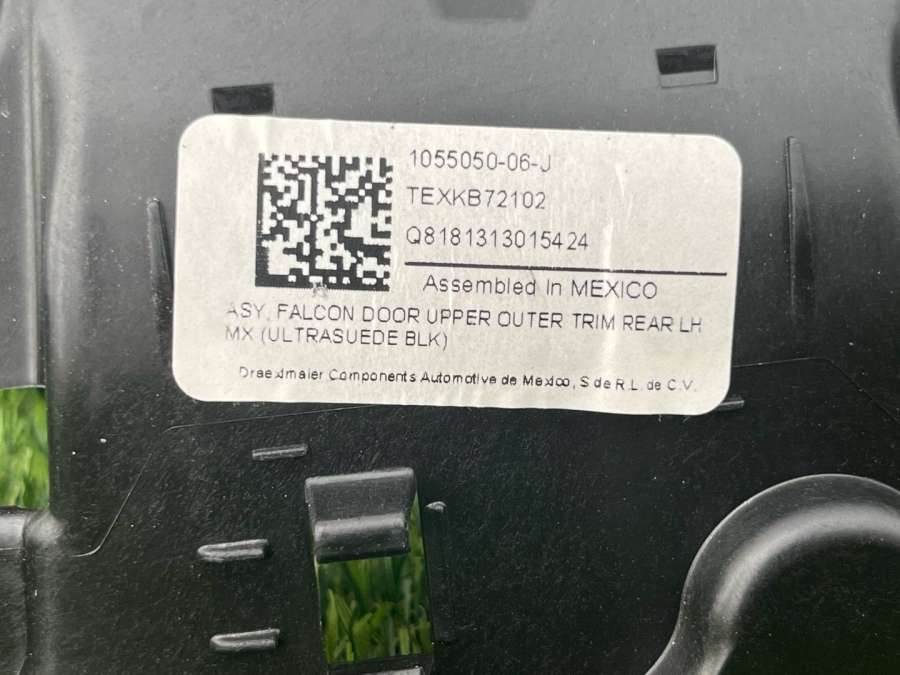 1055050-06-J
TEXKB72102
Q8181313015424
Assembled In MEXICO
ASY, FALCON DOOR UPPER OUTER TRIM REAR LH
MX (ULTRASUEDE BLK)
Draexlmaier Components Automotive de Mexico, S de R.L. de C.V.